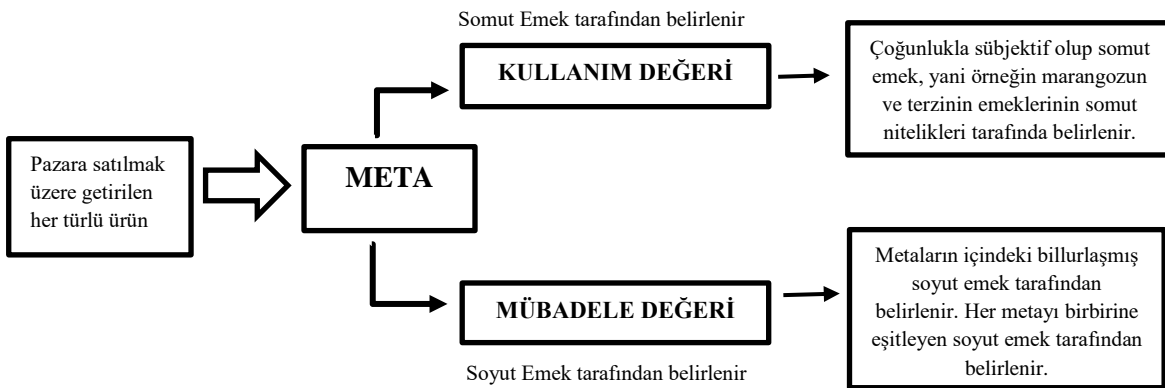 Somut Emek tarafından belirlenir
KULLANIM DEĞERİ
Çoğunlukla sübjektif olup somut
emek, yani örneğin marangozun
ve terzinin emeklerinin somut
nitelikleri tarafında belirlenir.
Pazara satılmak
üzere getirilen
her türlü ürün
META
MÜBADELE DEĞERİ
Soyut Emek tarafından belirlenir
Metaların içindeki billurlaşmış
soyut emek tarafından
belirlenir. Her metayı birbirine
eşitleyen soyut emek tarafından
belirlenir.